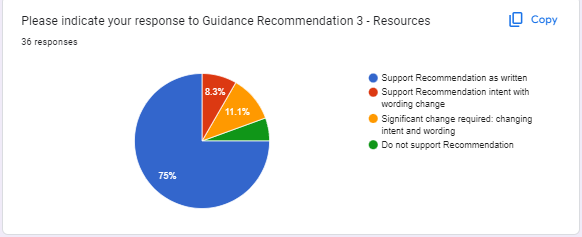 Please indicate your response to Guidance Recommendation 3 - Resources
Copy
36 responses
8.3%
11.1%
75%
Support Recommendation as written
Support Recommendation intent with
wording change
Significant change required: changing
intent and wording
Do not support Recommendation